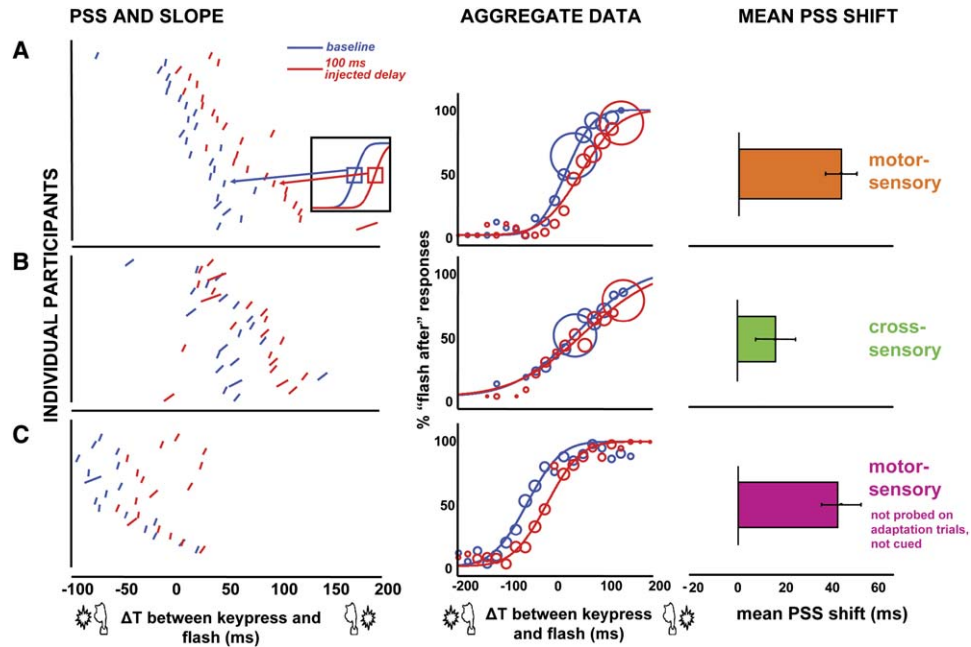 PSS AND SLOPE
AGGREGATE DATA
MEAN PSS SHIFT
A
baseline
100 ms
injected delay
100
50
0
motor-
sensory
B
INDIVIDUAL PARTICIPANTS
% "flash after" responses
100
50
0
cross-
sensory
C
100
50
0
motor-
sensory
not probed on
adaptation trials,
not cued
-100 -50 0 50 100 150 200
ΔT between keypress and
flash (ms)
-200 -100 0 100 200
ΔT between keypress
and flash (ms)
-20 0 20 40 60
mean PSS shift (ms)